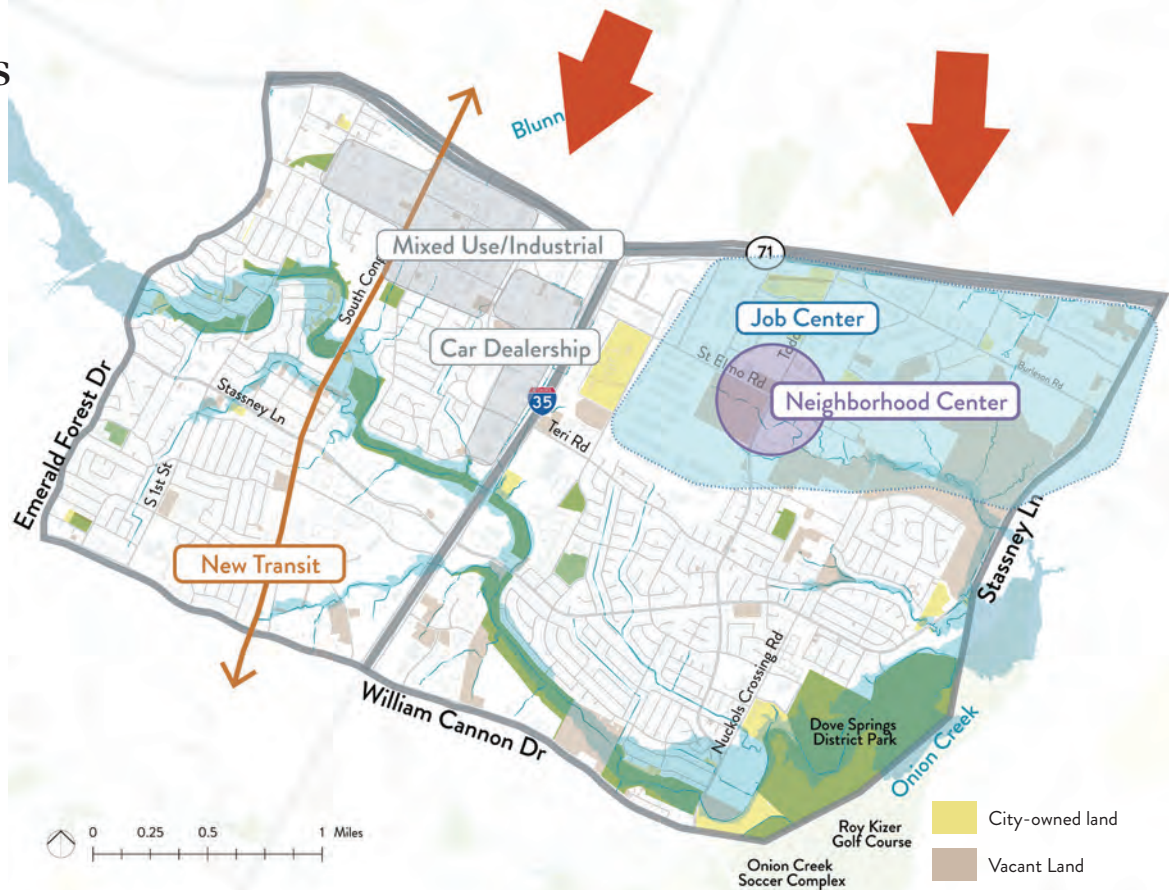 S
Blunn
Mixed Use/Industrial
71
Job Center
South Cong
Car Dealership
St Elmo Rd
Todd
Burleson Rd
Neighborhood Center
35
Teri Rd
Stassney Ln
Emerald Forest Dr
S 1st St
New Transit
Stassney Ln
William Cannon Dr
Nuckols Crossing Rd
Dove Springs
District Park
Onion Creek
0 0.25 0.5 1 Miles
City-owned land
Roy Kizer
Golf Course
Vacant Land
Onion Creek
Soccer Complex